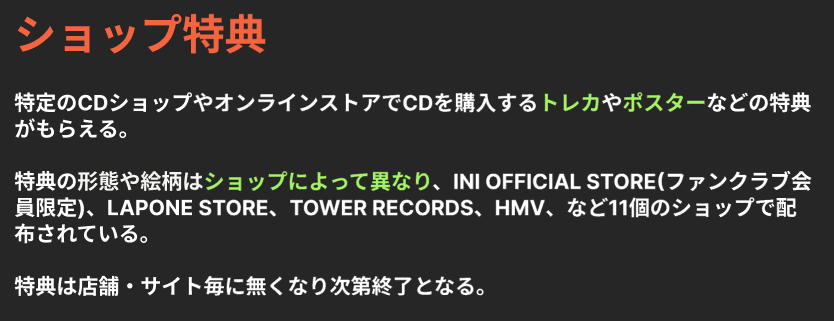 ショップ特典
特定のCDショップやオンラインストアでCDを購入するトレカやポスターなどの特典
がもらえる。
特典の形態や絵柄はショップによって異なり、INI OFFICIAL STORE(ファンクラブ会
員限定)、LAPONE STORE、TOWER RECORDS、HMV、など11個のショップで配
布されている。
特典は店舗・サイト毎に無くなり次第終了となる。